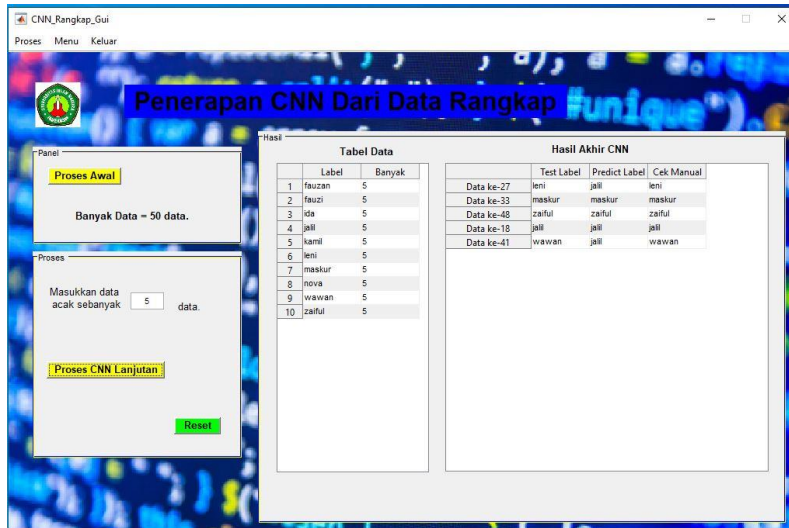 CNN_Rangkap_Gui
Proses Menu Keluar
Penerapan CNN Dari Data Rangkap
#unique
Panel
Proses Awal
Banyak Data = 50 data.
Proses
Masukkan data
acak sebanyak 5 data.
Proses CNN Lanjutan
Reset
Hasil
Tabel Data
Label Banyak
1 fauzan 5
2 fauzi 5
3 ida 5
4 jalil 5
5 kamil 5
6 leni 5
7 maskur 5
8 nova 5
9 wawan 5
10 zaiful 5
Hasil Akhir CNN
Test Label Predict Label Cek Manual
Data ke-27 leni jalil leni
Data ke-33 maskur maskur maskur
Data ke-48 zaiful zaiful zaiful
Data ke-18 jalil jalil jalil
Data ke-41 wawan jalil wawan